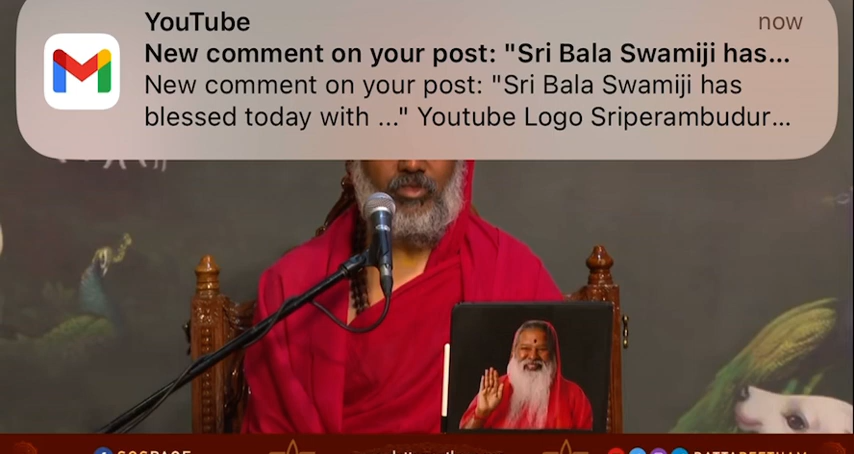 YouTube
now
New comment on your post: "Sri Bala Swamiji has...
New comment on your post: "Sri Bala Swamiji has
blessed today with ..." Youtube Logo Sriperambudur...